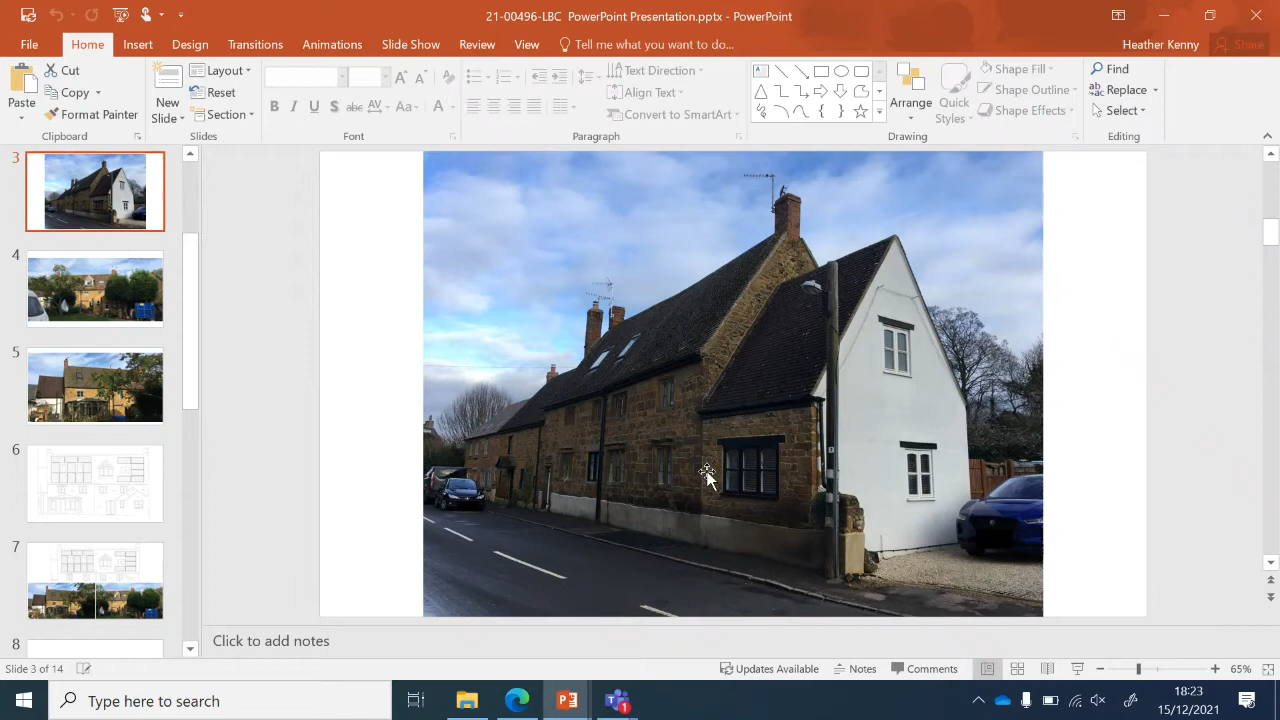 21-00496-LBC PowerPoint Presentation.pptx - PowerPoint
File Home Insert Design Transitions Animations Slide Show Review View Tell me what you want to do... Heather Kenny Share
Paste Cut Copy Format Painter
New Slide Layout Reset Section
B I U S abc AV Aa A
Text Direction Align Text Convert to SmartArt
Arrange Quick Styles Shape Fill Shape Outline Shape Effects
Find Replace Select
Clipboard Slides Font Paragraph Drawing Editing
3
4
5
6
7
8
Click to add notes
Slide 3 of 14 Updates Available Notes Comments 65%
Type here to search 1 18:23
15/12/2021